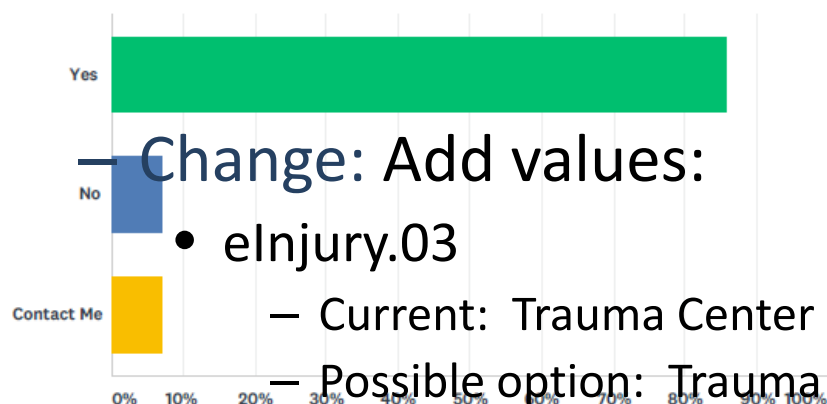 Yes
– Change: Add values:
No
• eInjury.03
Contact Me
– Current: Trauma Center
– Possible option: Trauma
0% 10% 20% 30% 40% 50% 60% 70% 80% 90% 100%